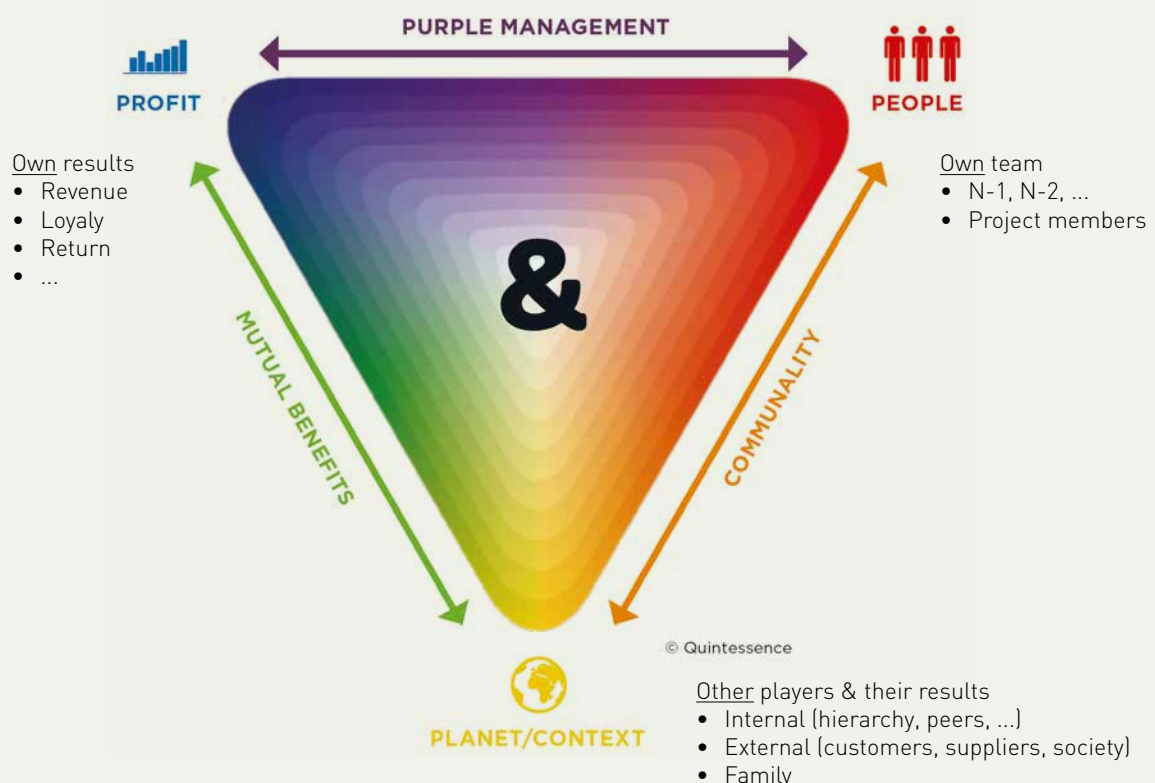 PURPLE MANAGEMENT
PROFIT
PEOPLE
Own results
• Revenue
• Loyaly
• Return
• ...
Own team
• N-1, N-2, ...
• Project members
&
MUTUAL BENEFITS
COMMUNALITY
© Quintessence
PLANET/CONTEXT
Other players & their results
• Internal (hierarchy, peers, ...)
• External (customers, suppliers, society)
• Family